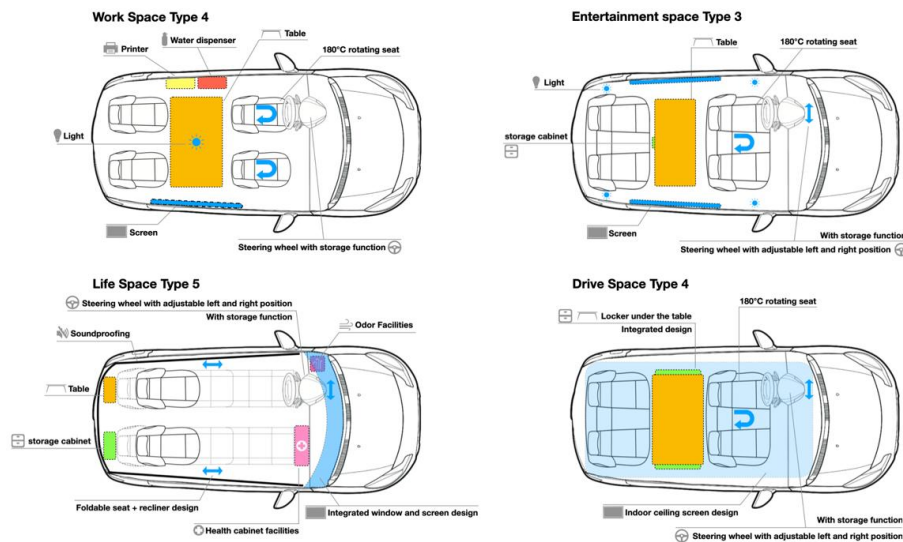 Work Space Type 4
Water dispenser
Table
Printer
180°C rotating seat
Light
Screen
Steering wheel with storage function
Entertainment space Type 3
Table
180°C rotating seat
Light
storage cabinet
Screen
With storage function
Steering wheel with adjustable left and right position
Life Space Type 5
Steering wheel with adjustable left and right position
With storage function
Soundproofing
Odor Facilities
Table
storage cabinet
Foldable seat + recliner design
Integrated window and screen design
Health cabinet facilities
Drive Space Type 4
180°C rotating seat
Locker under the table
Integrated design
Indoor ceiling screen design
With storage function
Steering wheel with adjustable left and right position